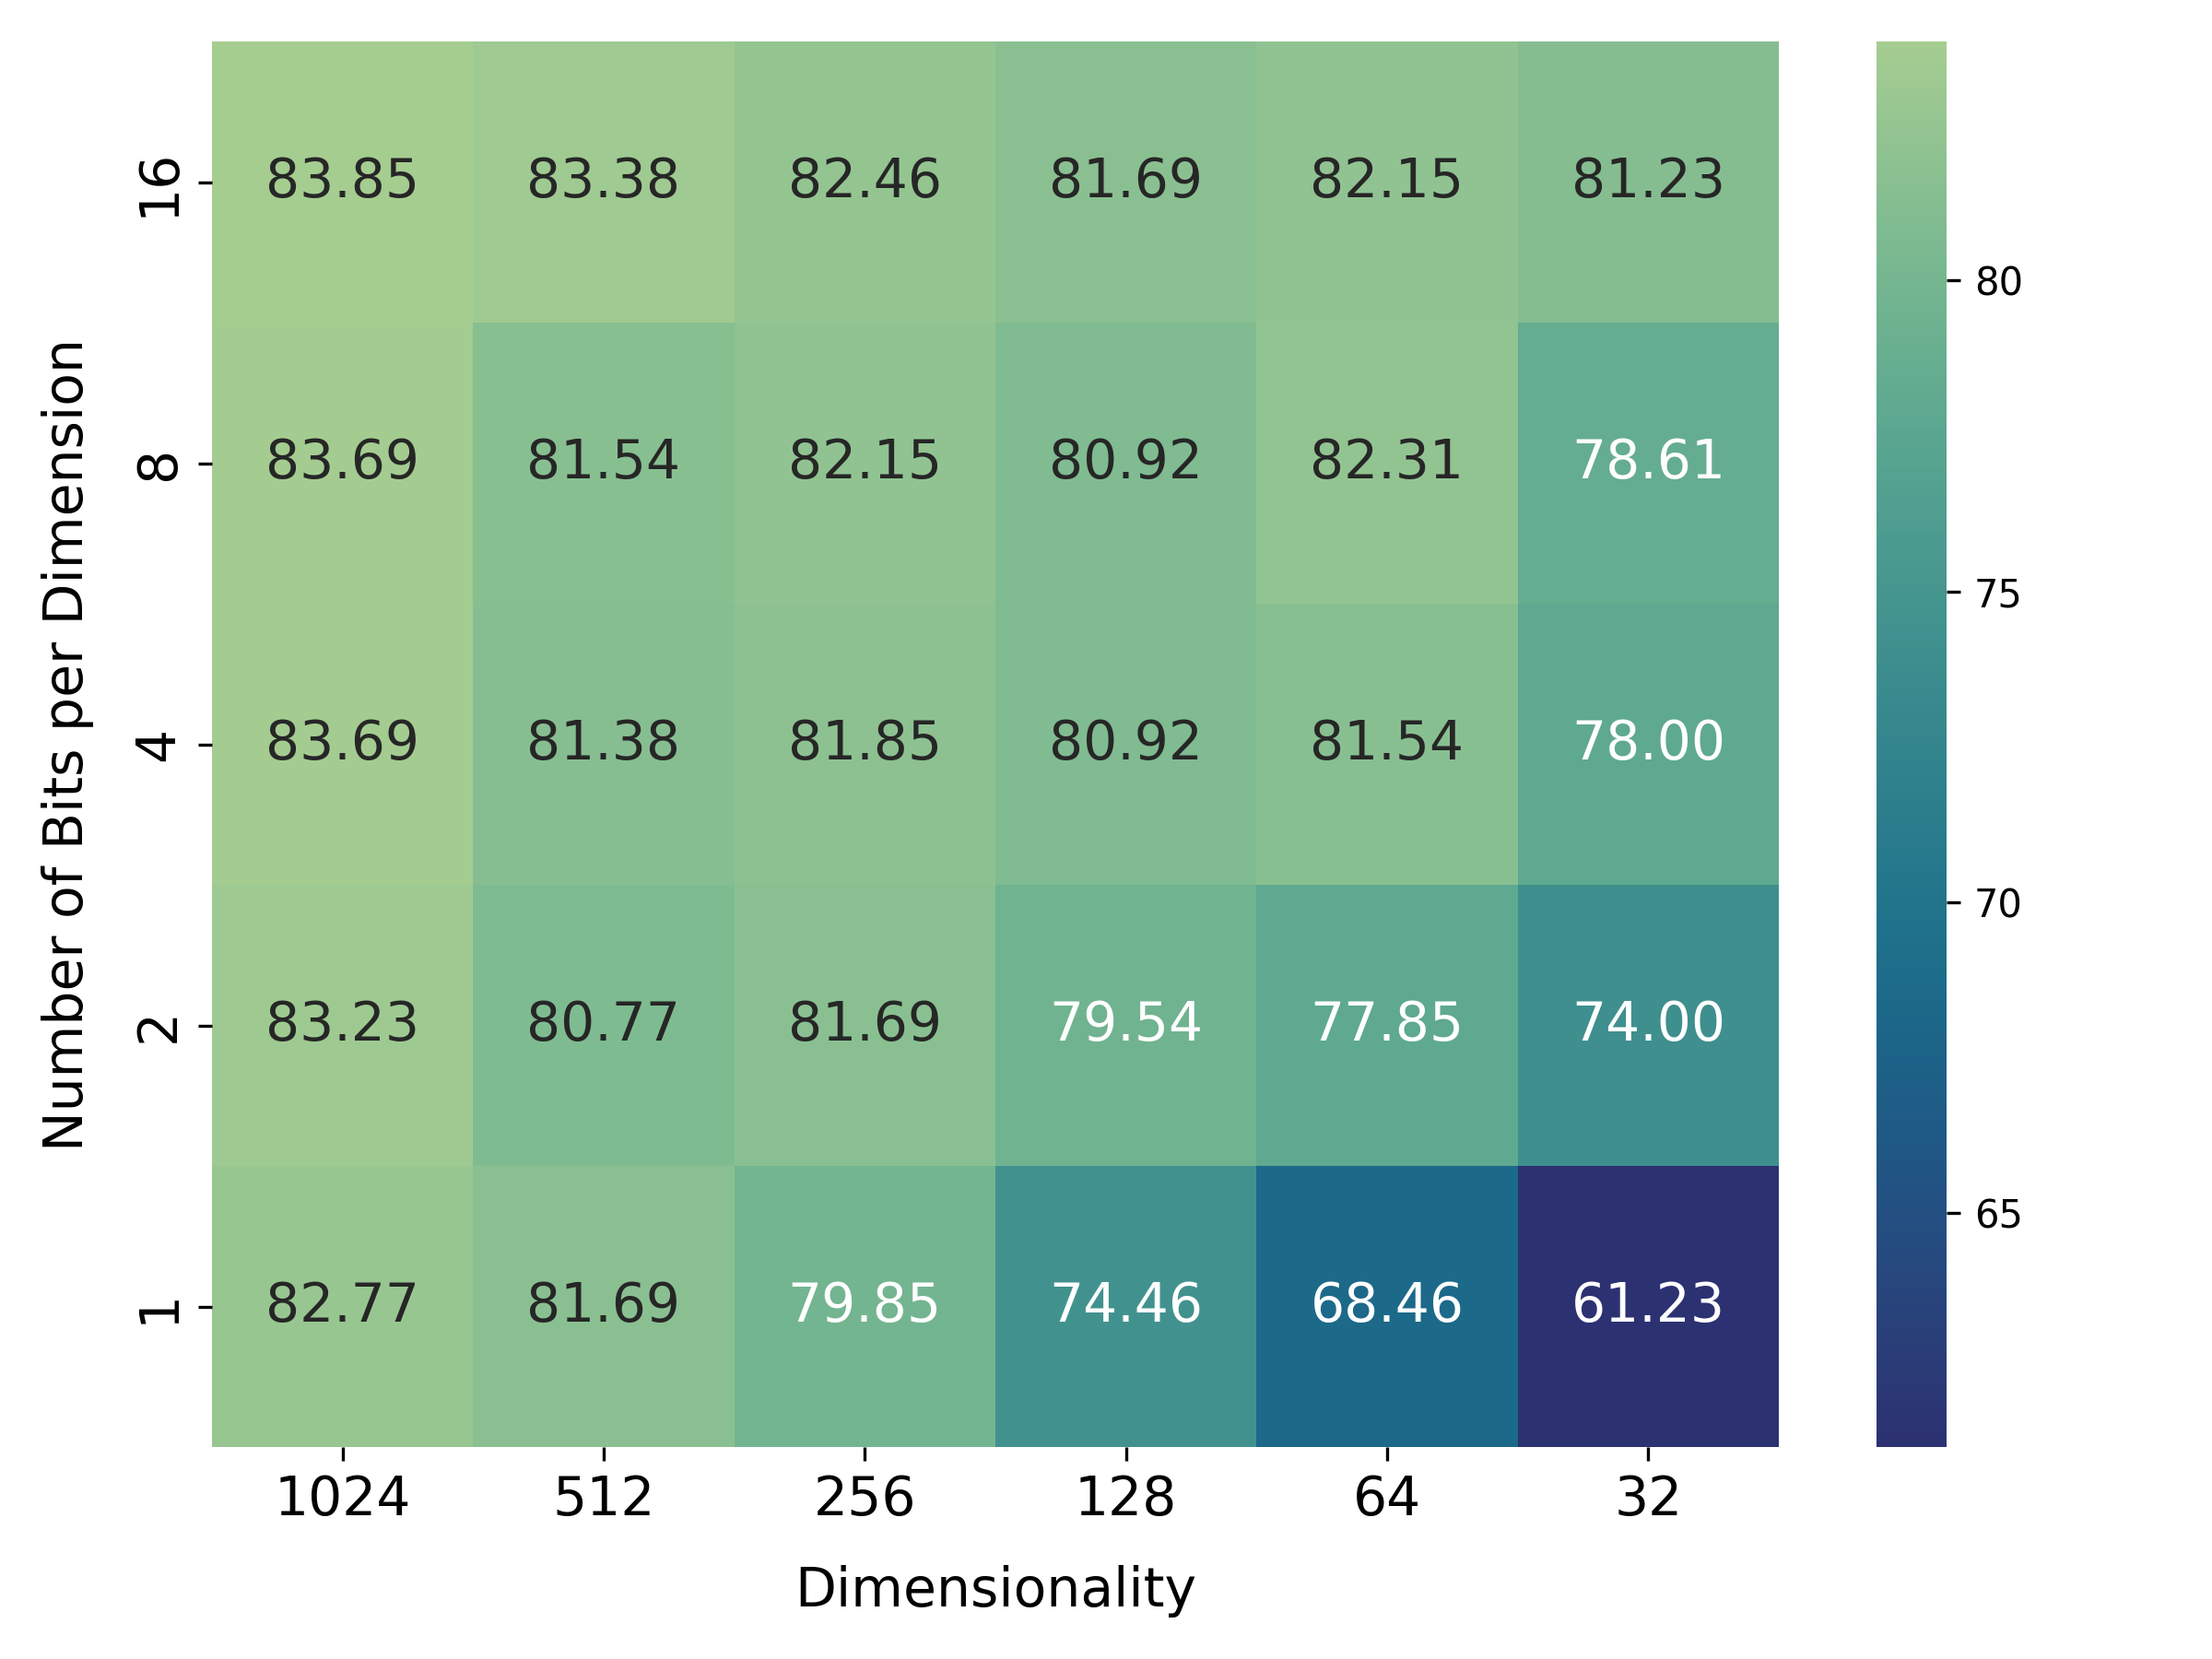 Number of Bits per Dimension
16 83.85 83.38 82.46 81.69 82.15 81.23
8 83.69 81.54 82.15 80.92 82.31 78.61
4 83.69 81.38 81.85 80.92 81.54 78.00
2 83.23 80.77 81.69 79.54 77.85 74.00
1 82.77 81.69 79.85 74.46 68.46 61.23
1024 512 256 128 64 32
Dimensionality
80
75
70
65